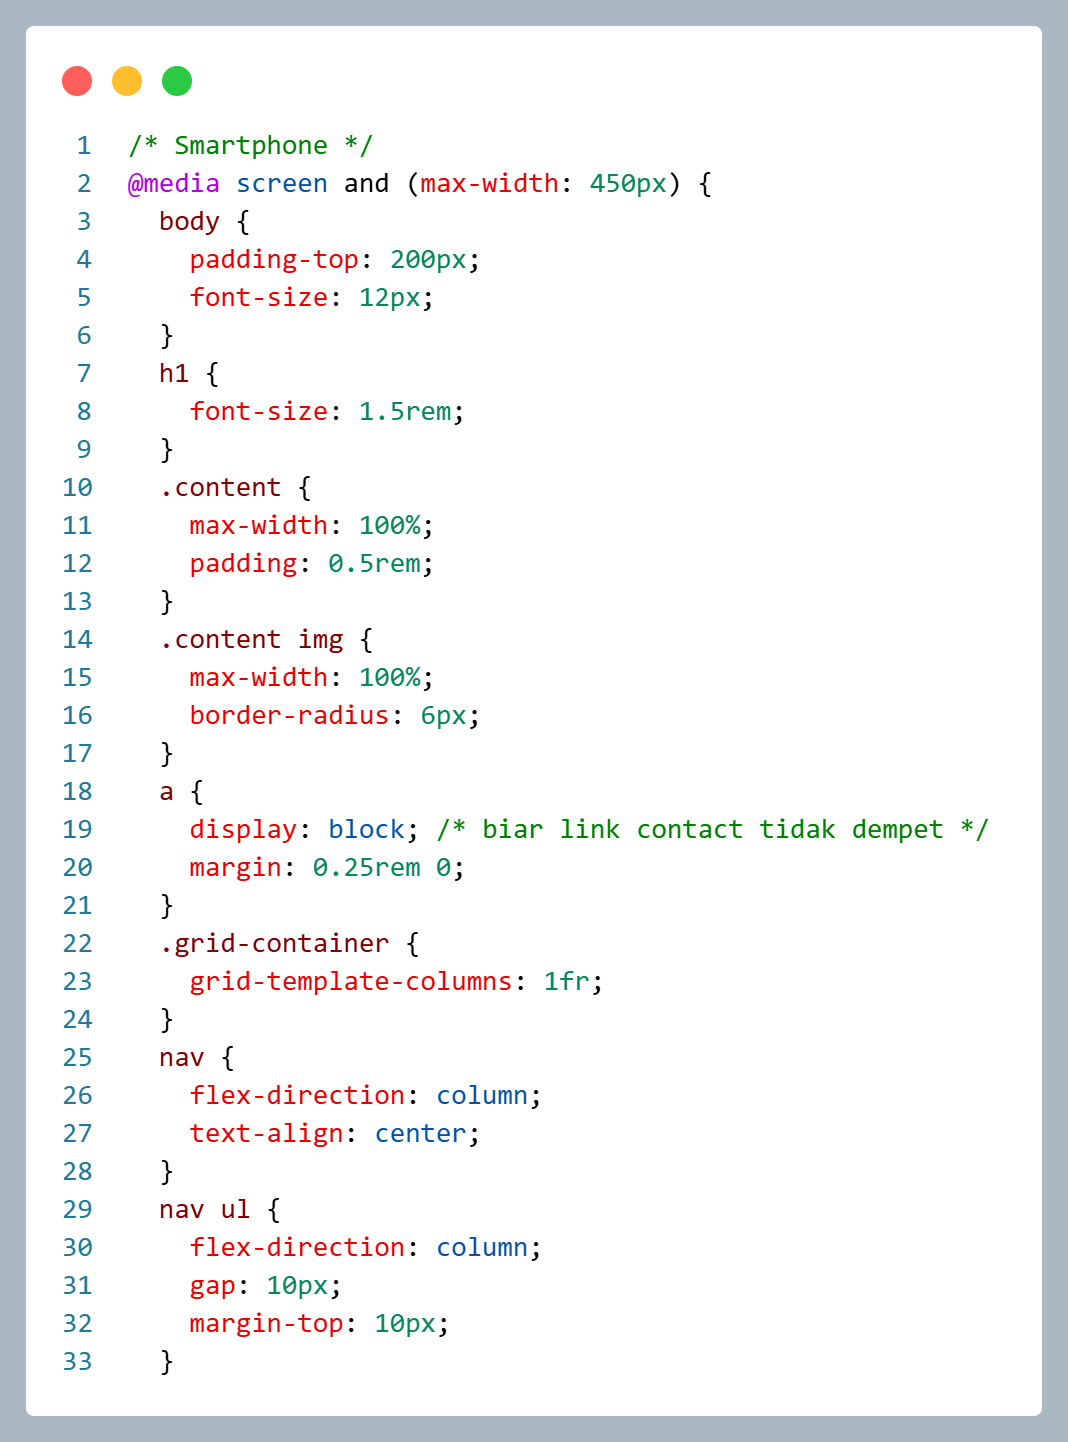 1 /* Smartphone */
2 @media screen and (max-width: 450px) {
3   body {
4     padding-top: 200px;
5     font-size: 12px;
6   }
7   h1 {
8     font-size: 1.5rem;
9   }
10   .content {
11     max-width: 100%;
12     padding: 0.5rem;
13   }
14   .content img {
15     max-width: 100%;
16     border-radius: 6px;
17   }
18   a {
19     display: block; /* biar link contact tidak dempet */
20     margin: 0.25rem 0;
21   }
22   .grid-container {
23     grid-template-columns: 1fr;
24   }
25   nav {
26     flex-direction: column;
27     text-align: center;
28   }
29   nav ul {
30     flex-direction: column;
31     gap: 10px;
32     margin-top: 10px;
33   }